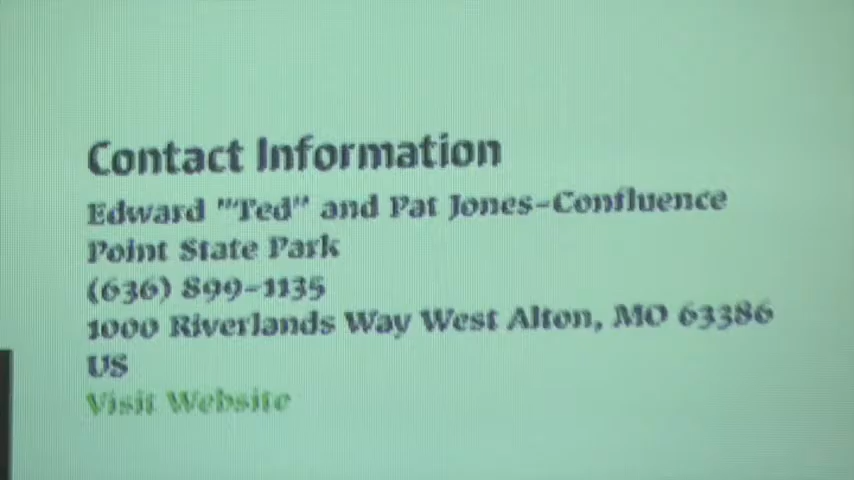 Contact Information
Edward "Ted" and Pat Jones-Confluence
Point State Park
(636) 899-1135
1000 Riverlands Way West Alton, MO 63386
US
Visit Website